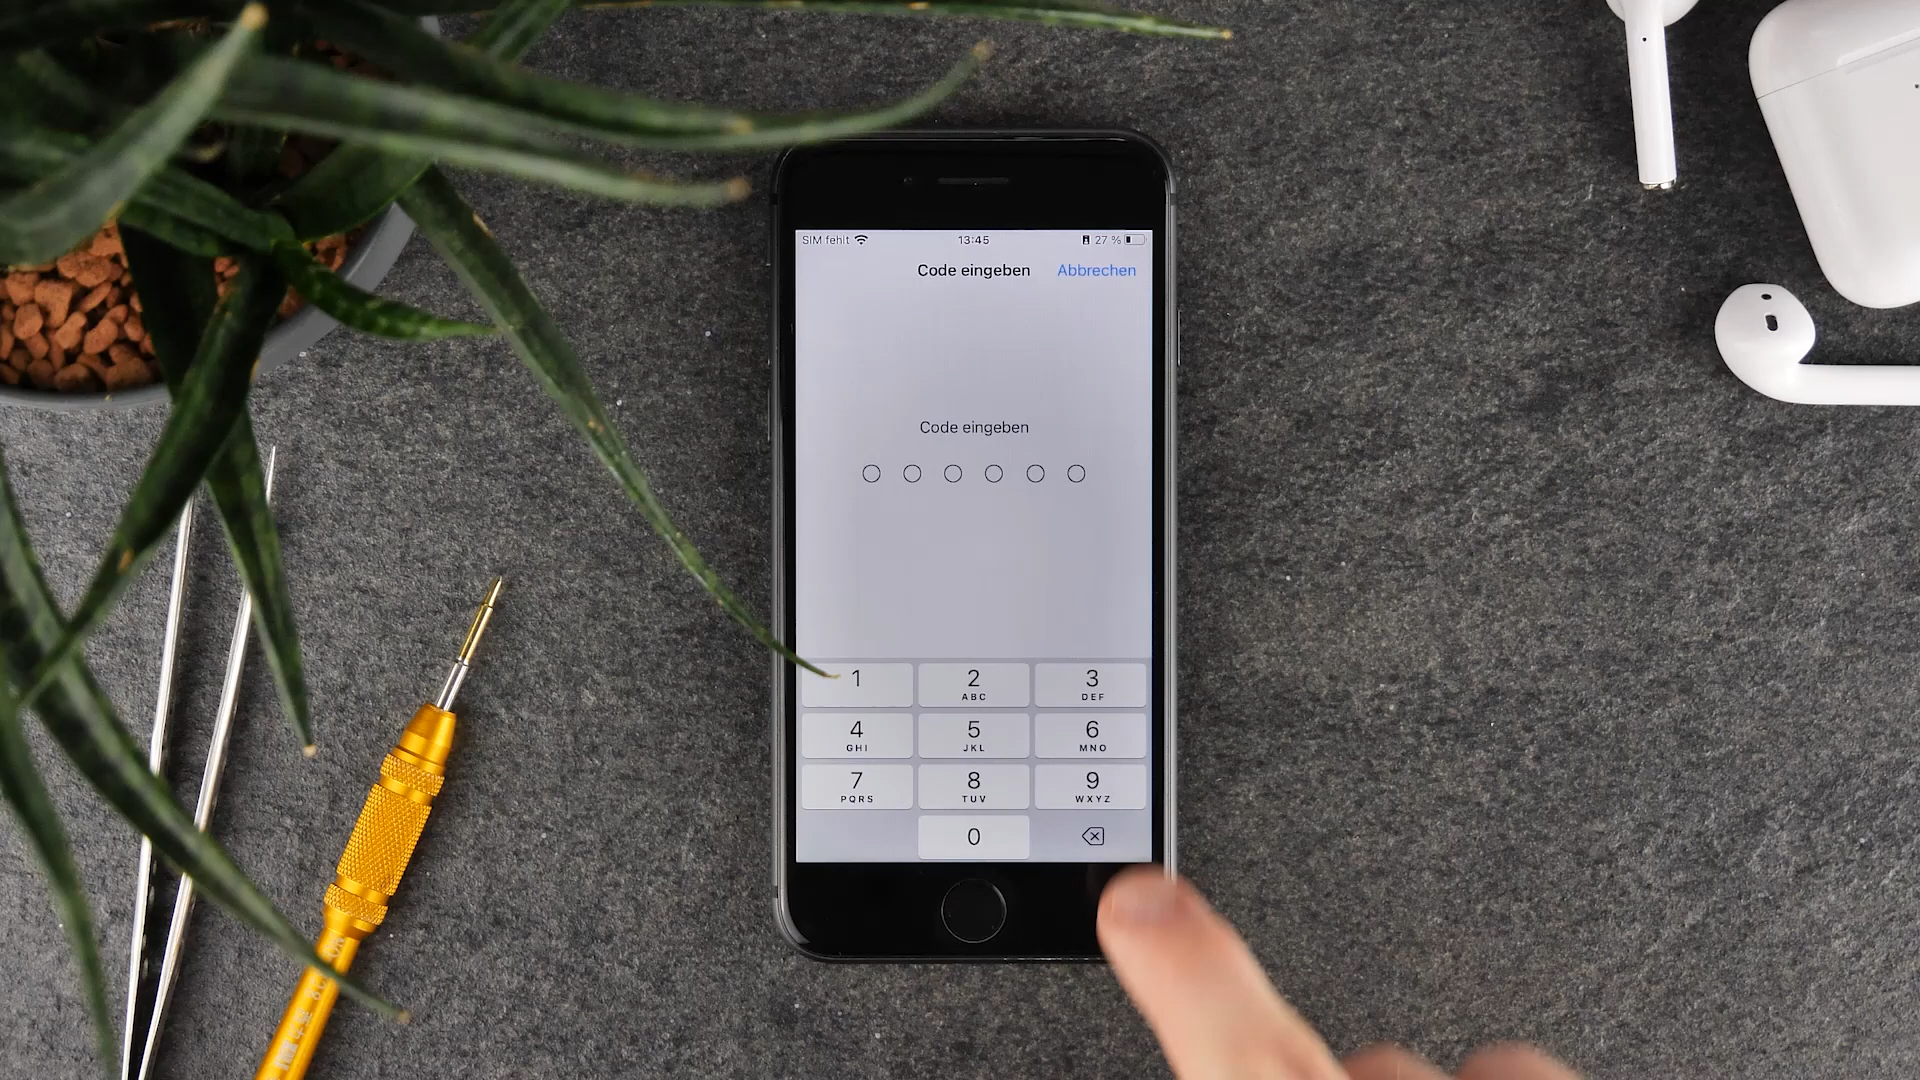 SIM fehlt 13:45 27 %
Code eingeben Abbrechen
Code eingeben
1 2 3
ABC DEF
4 5 6
GHI JKL MNO
7 8 9
PQRS TUV WXYZ
0